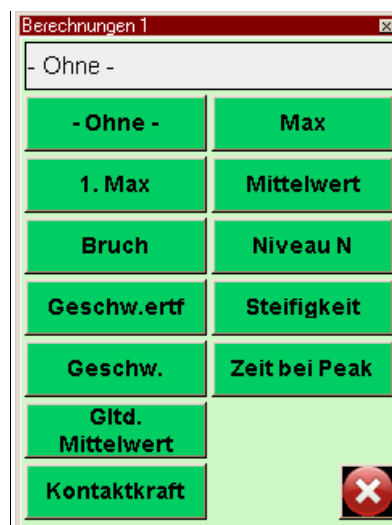 Berechnungen 1
- Ohne -
- Ohne -
Max
1. Max
Mittelwert
Bruch
Niveau N
Geschw.ertf
Steifigkeit
Geschw.
Zeit bei Peak
Gltd.
Mittelwert
Kontaktkraft